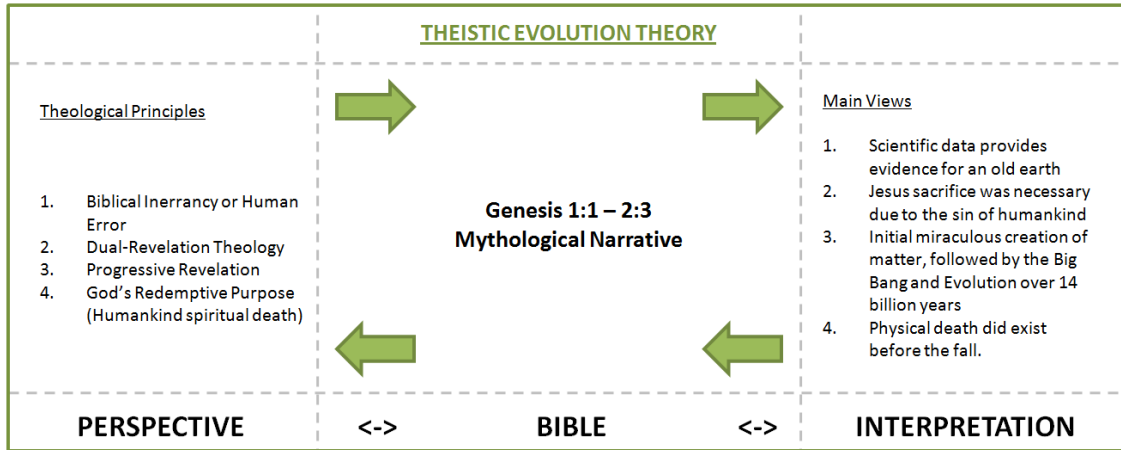 THEISTIC EVOLUTION THEORY
Theological Principles
1. Biblical Inerrancy or Human
Error
2. Dual-Revelation Theology
3. Progressive Revelation
4. God's Redemptive Purpose
(Humankind spiritual death)
Genesis 1:1 – 2:3
Mythological Narrative
Main Views
1. Scientific data provides
evidence for an old earth
2. Jesus sacrifice was necessary
due to the sin of humankind
3. Initial miraculous creation of
matter, followed by the Big
Bang and Evolution over 14
billion years
4. Physical death did exist
before the fall.
PERSPECTIVE <-> BIBLE <-> INTERPRETATION